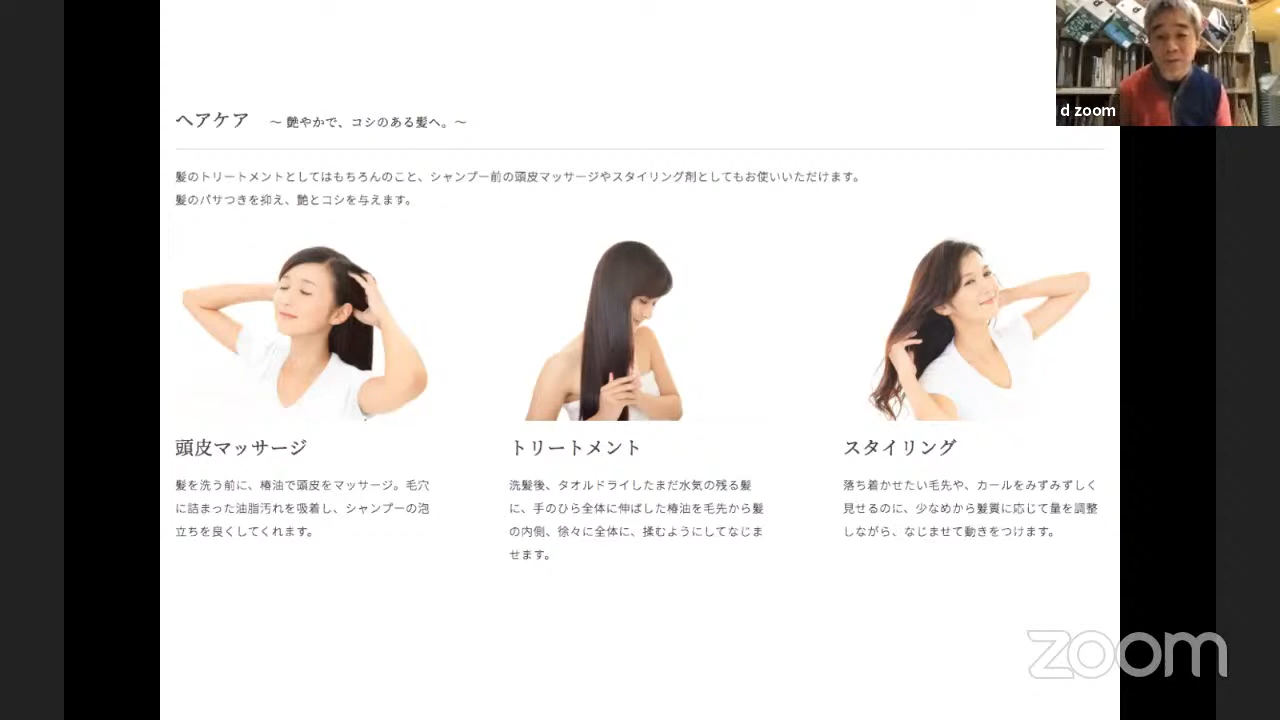 d zoom
ヘアケア ～ 艶やかで、コシのある髪へ。～
髪のトリートメントとしてはもちろんのこと、シャンプー前の頭皮マッサージやスタイリング剤としてもお使いいただけます。
髪のパサつきを抑え、艶とコシを与えます。
頭皮マッサージ
髪を洗う前に、椿油で頭皮をマッサージ。毛穴
に詰まった油脂汚れを吸着し、シャンプーの泡
立ちを良くしてくれます。
トリートメント
洗髪後、タオルドライしたまだ水気の残る髪
に、手のひら全体に伸ばした椿油を毛先から髪
の内側、徐々に全体に、揉むようにしてなじま
せます。
スタイリング
落ち着かせたい毛先や、カールをみずみずしく
見せるのに、少なめから髪質に応じて量を調整
しながら、なじませて動きをつけます。
zoom